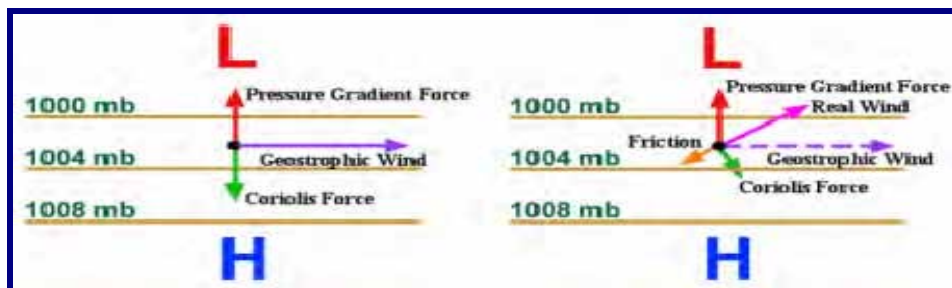 L
Pressure Gradient Force
1000 mb
Geostrophic Wind
1004 mb
Coriolis Force
1008 mb
H
L
Pressure Gradient Force
1000 mb
Real Wind
Friction
Geostrophic Wind
1004 mb
Coriolis Force
1008 mb
H